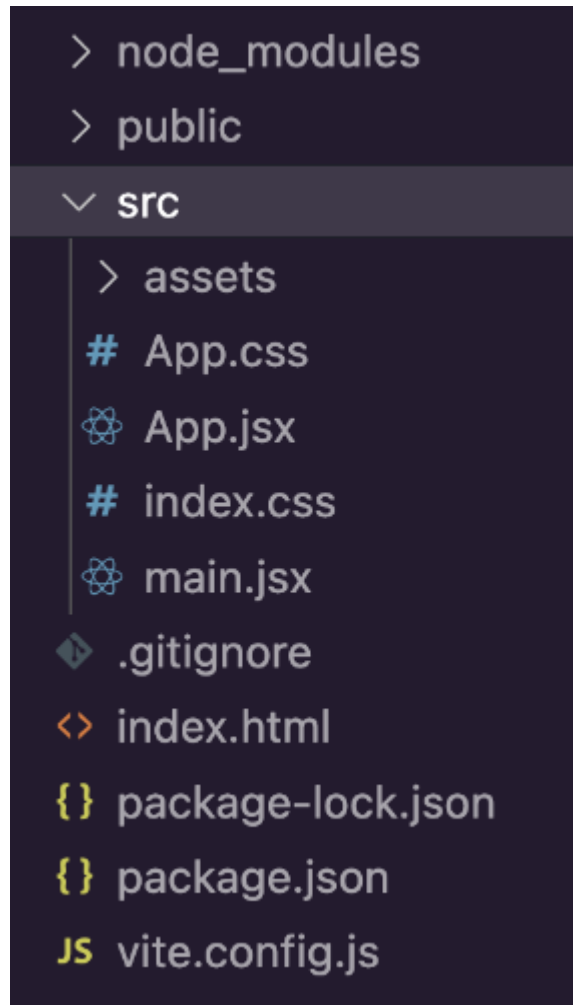 node_modules
public
src
assets
# App.css
App.jsx
# index.css
main.jsx
.gitignore
<> index.html
{} package-lock.json
{} package.json
JS vite.config.js